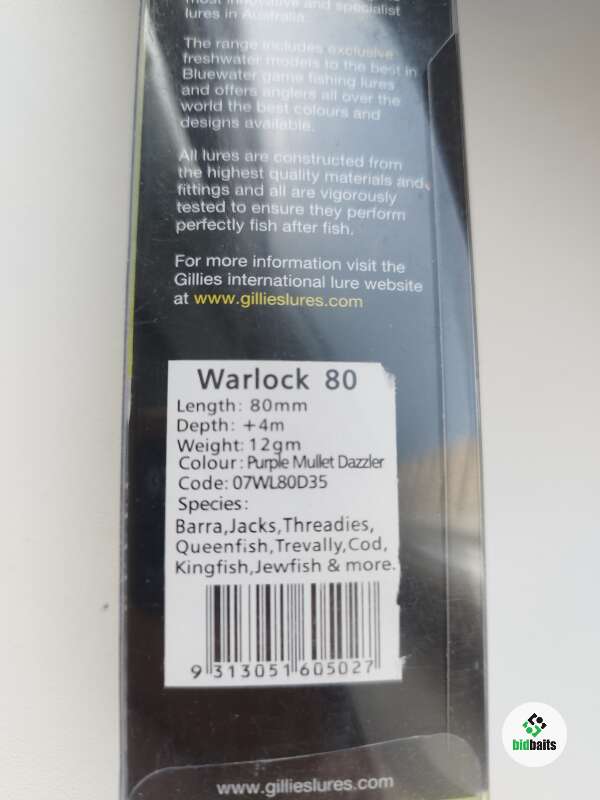 most innovative and specialist
lures in Australia.
The range includes exclusive
freshwater models to the best in
Bluewater game fishing lures
and offers anglers all over the
world the best colours and
designs available.
All lures are constructed from
the highest quality materials and
fittings and all are vigorously
tested to ensure they perform
perfectly fish after fish.
For more information visit the
Gillies international lure website
at www.gillieslures.com
Warlock 80
Length: 80mm
Depth: +4m
Weight: 12gm
Colour: Purple Mullet Dazzler
Code: 07WL80D35
Species:
Barra,Jacks,Threadies,
Queenfish,Trevally,Cod,
Kingfish,Jewfish & more.
9 313051 605027
www.gillieslures.com
bidbaits